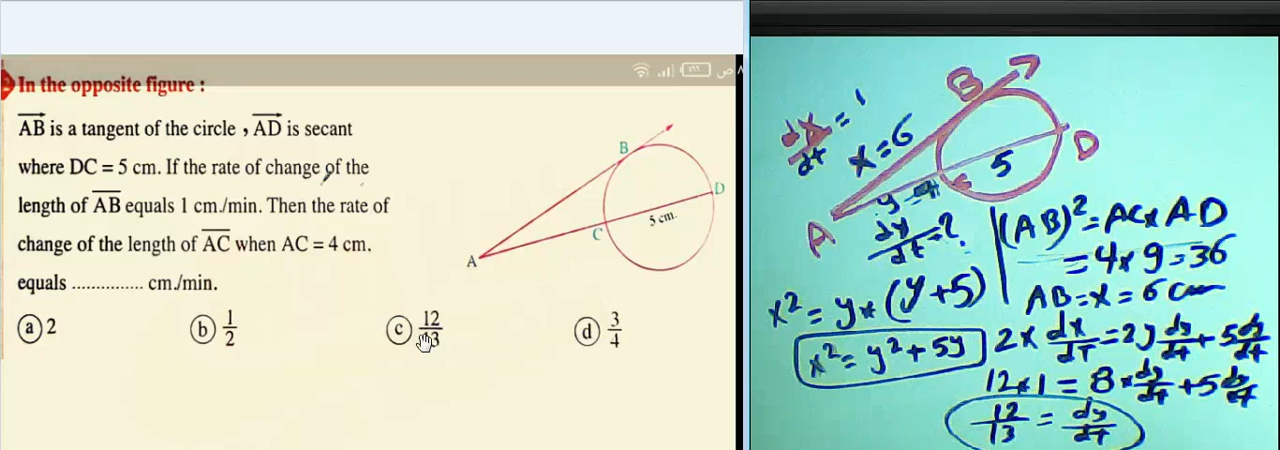 In the opposite figure :
AB is a tangent of the circle , AD is secant
where DC = 5 cm. If the rate of change of the
length of AB equals 1 cm./min. Then the rate of
change of the length of AC when AC = 4 cm.
equals .............. cm./min.
a 2
b 1/2
c 12/13
d 3/4
A
B
C
D
5 cm.
dx/dt = 1
x = 6
B
D
5
A
y = 4
dy/dt = ?
(AB)² = AC × AD
= 4 × 9 = 36
AB = x = 6 cm
x² = y * (y + 5)
x² = y² + 5y
2x dx/dT = 2y dy/dt + 5 dy/dt
12 * 1 = 8 * dy/dt + 5 dy/dt
12/13 = dy/dt